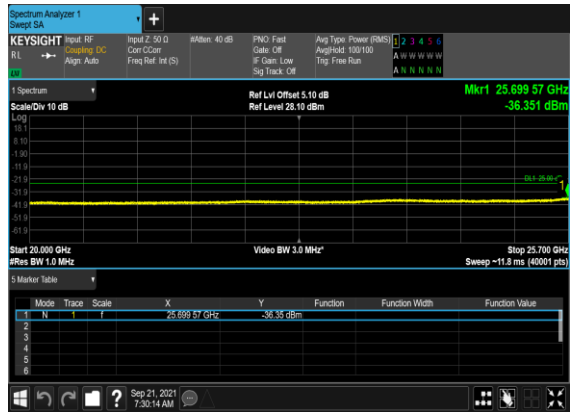 Spectrum Analyzer 1
Swept SA
+
KEYSIGHT Input: RF Input Z: 50 Ω #Atten: 40 dB PNO: Fast Avg Type: Power (RMS) 1 2 3 4 5 6
RL Coupling: DC Corr CCorr Gate: Off Avg|Hold: 100/100 A W W W W W
Align: Auto Freq Ref: Int (S) IF Gain: Low Trig: Free Run
Sig Track: Off A N N N N N
LU
1 Spectrum
Ref Lvl Offset 5.10 dB Mkr1 25.699 57 GHz
Scale/Div 10 dB Ref Level 28.10 dBm -36.351 dBm
Log
18.1
8.10
-1.90
-11.9
-21.9
DL1 -25.00
1
-31.9
-41.9
-51.9
-61.9
Start 20.000 GHz Video BW 3.0 MHz* Stop 25.700 GHz
#Res BW 1.0 MHz Sweep ~11.8 ms (40001 pts)
5 Marker Table
Mode Trace Scale X Y Function Function Width Function Value
1 N 1 f 25.699 57 GHz -36.35 dBm
2
3
4
5
6
? Sep 21, 2021
7:30:14 AM